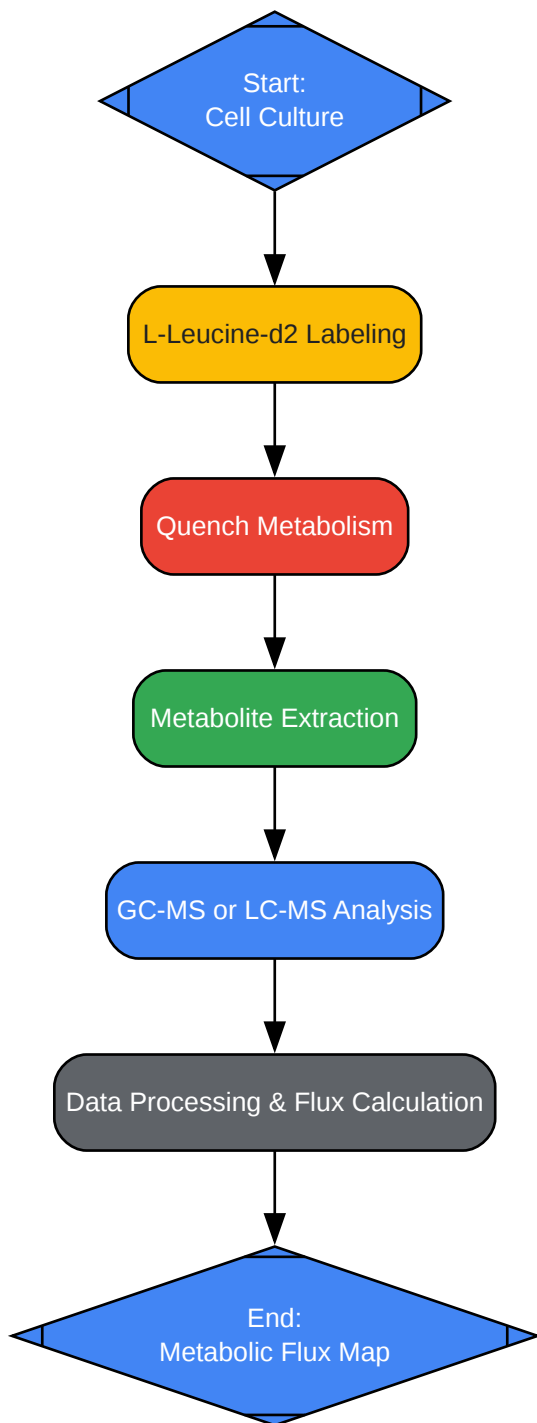 Start:
Cell Culture
L-Leucine-d2 Labeling
Quench Metabolism
Metabolite Extraction
GC-MS or LC-MS Analysis
Data Processing & Flux Calculation
End:
Metabolic Flux Map